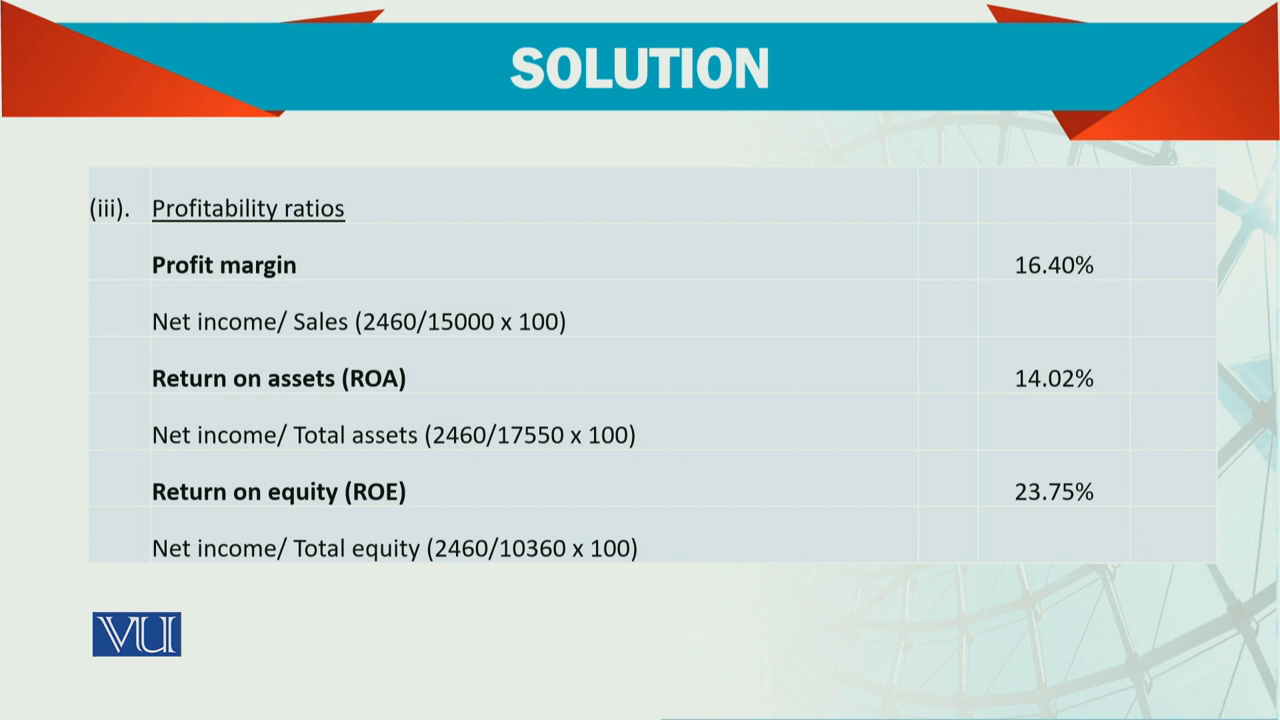 SOLUTION
(iii). Profitability ratios
Profit margin 16.40%
Net income/ Sales (2460/15000 x 100)
Return on assets (ROA) 14.02%
Net income/ Total assets (2460/17550 x 100)
Return on equity (ROE) 23.75%
Net income/ Total equity (2460/10360 x 100)
VU